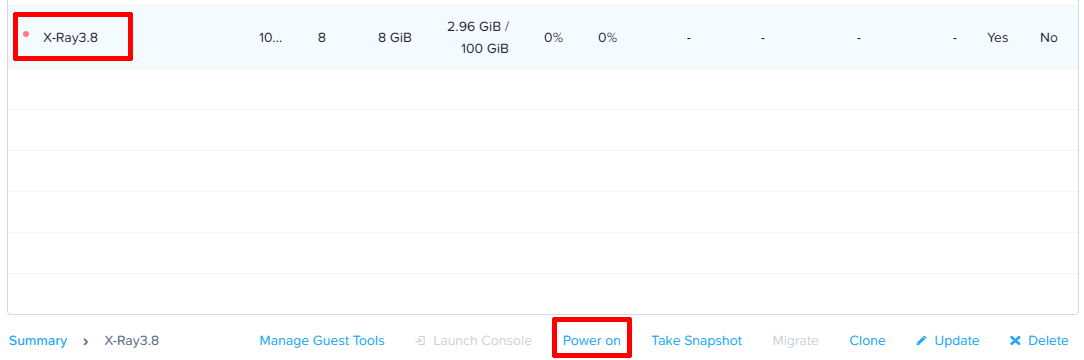 X-Ray3.8 10... 8 8 GiB 2.96 GiB / 0% 0% - - - - Yes No
100 GiB
Summary > X-Ray3.8 Manage Guest Tools Launch Console Power on Take Snapshot Migrate Clone Update Delete